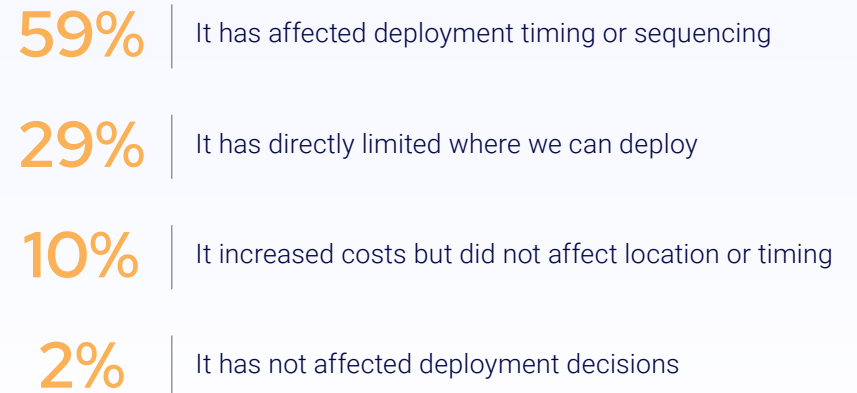 59% It has affected deployment timing or sequencing
29% It has directly limited where we can deploy
10% It increased costs but did not affect location or timing
2% It has not affected deployment decisions